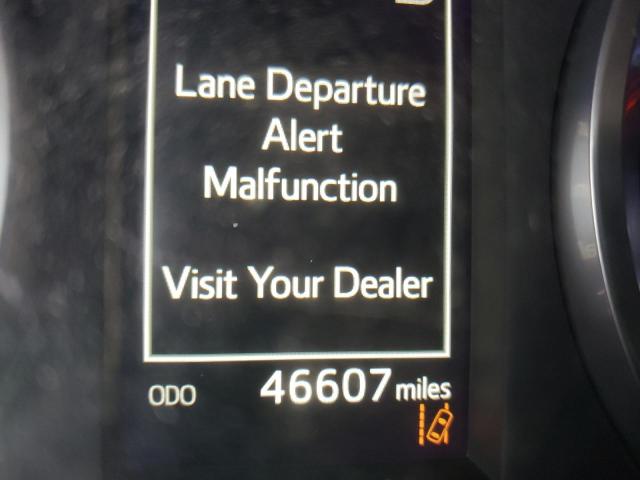 Lane Departure
Alert
Malfunction
Visit Your Dealer
ODO 46607 miles